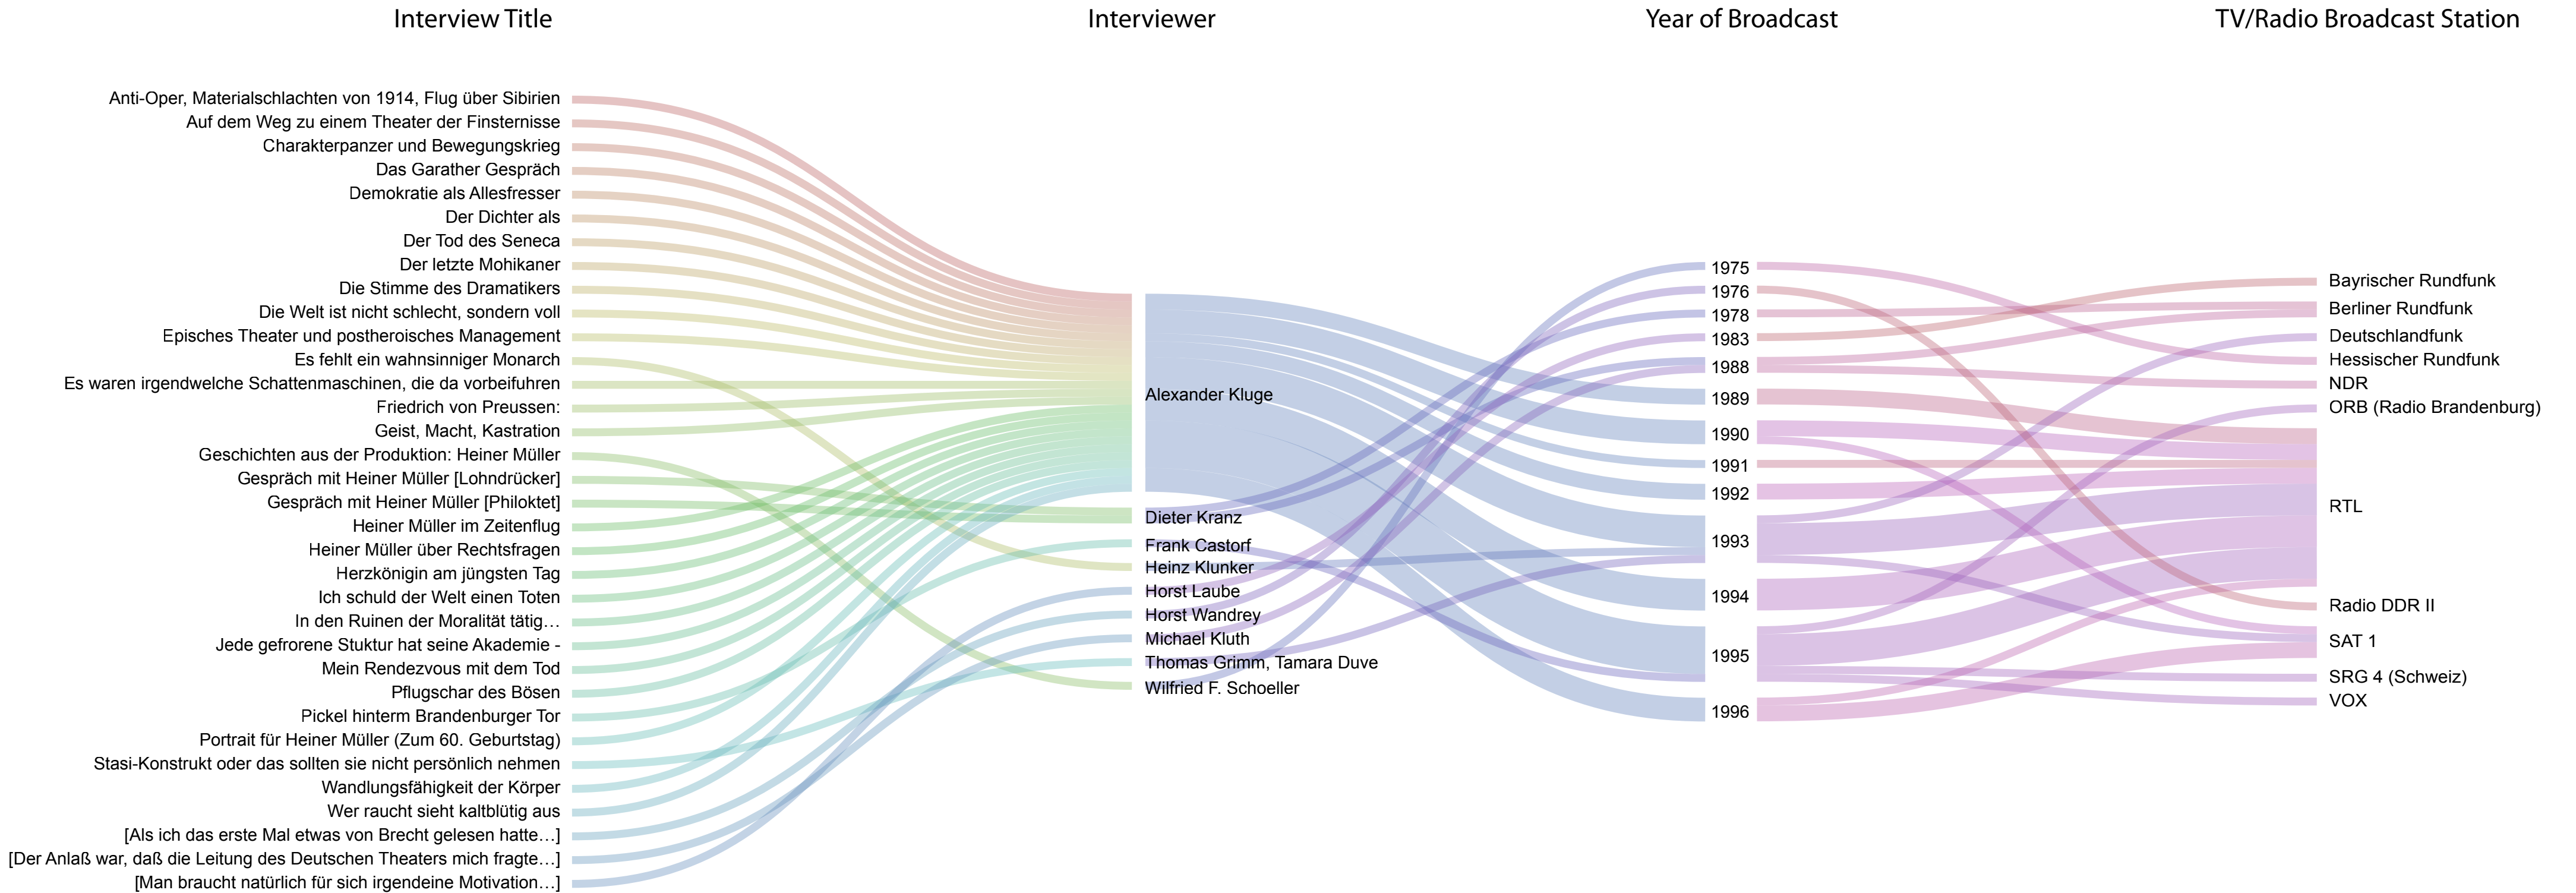 Interview Title
Interviewer
Year of Broadcast
TV/Radio Broadcast Station
Anti-Oper, Materialschlachten von 1914, Flug über Sibirien
Auf dem Weg zu einem Theater der Finsternisse
Charakterpanzer und Bewegungskrieg
Das Garather Gespräch
Demokratie als Allesfresser
Der Dichter als
Der Tod des Seneca
Der letzte Mohikaner
Die Stimme des Dramatikers
Die Welt ist nicht schlecht, sondern voll
Episches Theater und postheroisches Management
Es fehlt ein wahnsinniger Monarch
Es waren irgendwelche Schattenmaschinen, die da vorbeifuhren
Friedrich von Preussen:
Geist, Macht, Kastration
Geschichten aus der Produktion: Heiner Müller
Gespräch mit Heiner Müller [Lohndrücker]
Gespräch mit Heiner Müller [Philoktet]
Heiner Müller im Zeitenflug
Heiner Müller über Rechtsfragen
Herzkönigin am jüngsten Tag
Ich schuld der Welt einen Toten
In den Ruinen der Moralität tätig…
Jede gefrorene Stuktur hat seine Akademie -
Mein Rendezvous mit dem Tod
Pflugschar des Bösen
Pickel hinterm Brandenburger Tor
Portrait für Heiner Müller (Zum 60. Geburtstag)
Stasi-Konstrukt oder das sollten sie nicht persönlich nehmen
Wandlungsfähigkeit der Körper
Wer raucht sieht kaltblütig aus
[Als ich das erste Mal etwas von Brecht gelesen hatte…]
[Der Anlaß war, daß die Leitung des Deutschen Theaters mich fragte…]
[Man braucht natürlich für sich irgendeine Motivation…]
Alexander Kluge
Dieter Kranz
Frank Castorf
Heinz Klunker
Horst Laube
Horst Wandrey
Michael Kluth
Thomas Grimm, Tamara Duve
Wilfried F. Schoeller
1975
1976
1978
1983
1988
1989
1990
1991
1992
1993
1994
1995
1996
Bayrischer Rundfunk
Berliner Rundfunk
Deutschlandfunk
Hessischer Rundfunk
NDR
ORB (Radio Brandenburg)
RTL
Radio DDR II
SAT 1
SRG 4 (Schweiz)
VOX